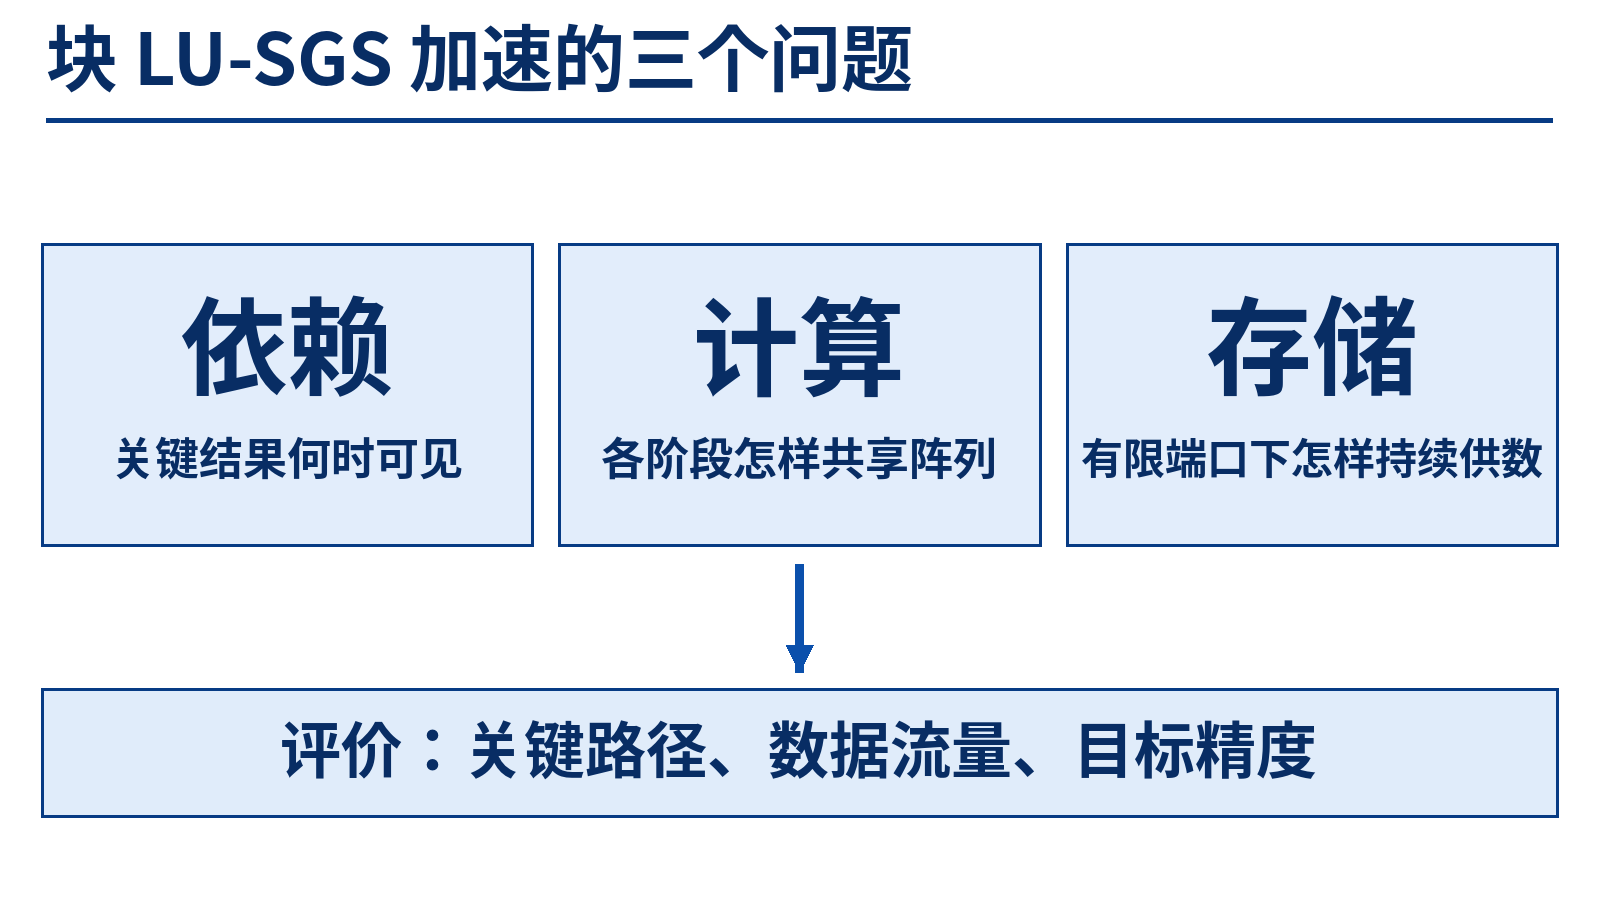 块 LU-SGS 加速的三个问题
依赖
关键结果何时可见
计算
各阶段怎样共享阵列
存储
有限端口下怎样持续供数
评价：关键路径、数据流量、目标精度